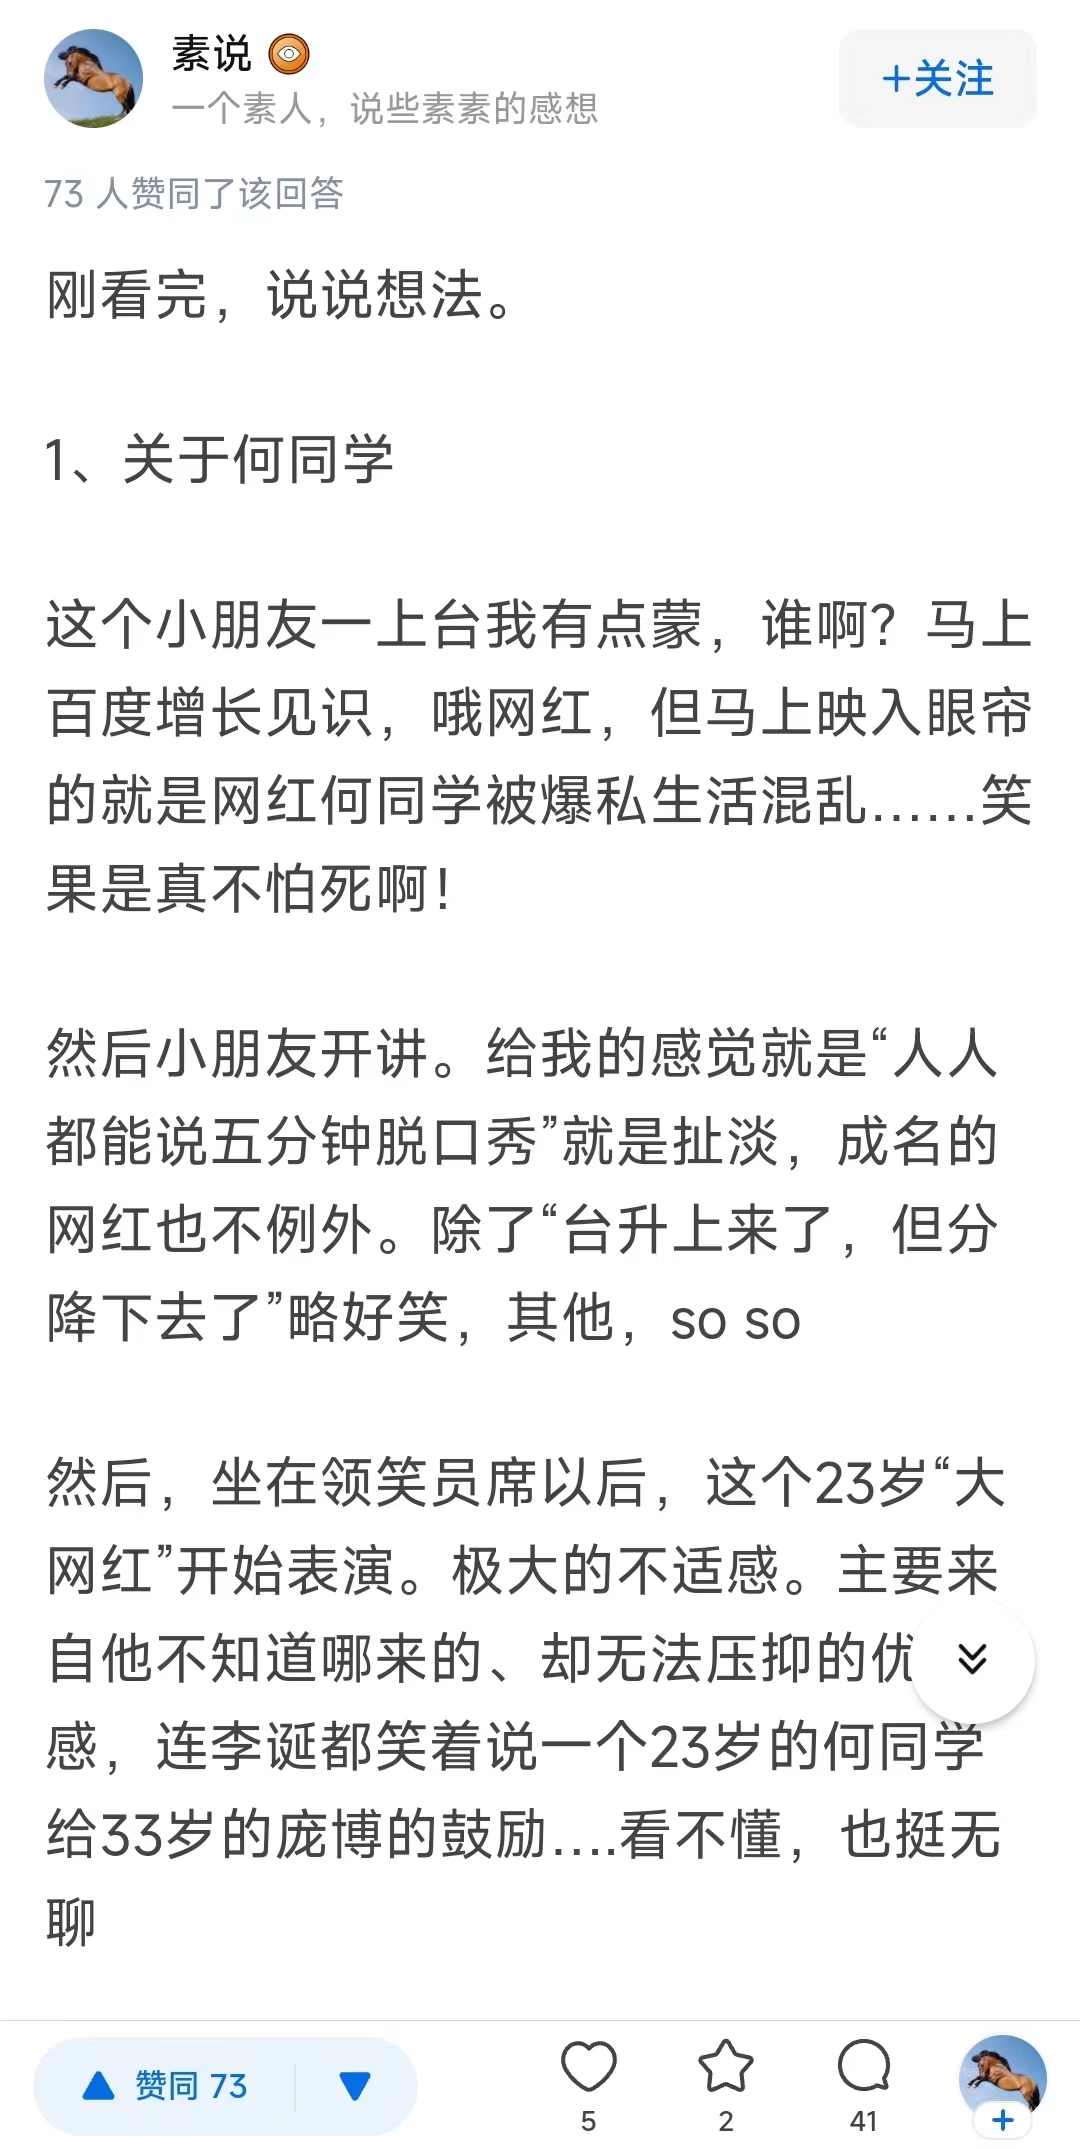 素说
一个素人，说些素素的感想
+关注
73 人赞同了该回答
刚看完，说说想法。
1、关于何同学
这个小朋友一上台我有点蒙，谁啊？马上
百度增长见识，哦网红，但马上映入眼帘
的就是网红何同学被爆私生活混乱……笑
果是真不怕死啊！
然后小朋友开讲。给我的感觉就是“人人
都能说五分钟脱口秀”就是扯淡，成名的
网红也不例外。除了“台升上来了，但分
降下去了”略好笑，其他，so so
然后，坐在领笑员席以后，这个23岁“大
网红”开始表演。极大的不适感。主要来
自他不知道哪来的、却无法压抑的优
感，连李诞都笑着说一个23岁的何同学
给33岁的庞博的鼓励....看不懂，也挺无
聊
赞同 73
5
2
41